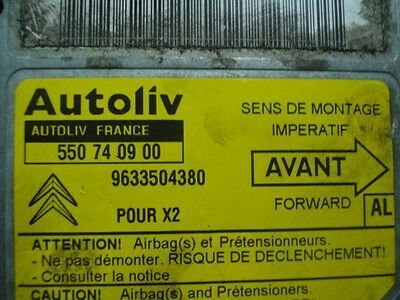 Autoliv
AUTOLIV FRANCE
550 74 09 00
9633504380
POUR X2
SENS DE MONTAGE
IMPERATIF
AVANT
FORWARD
AL
ATTENTION! Airbag(s) et Prétensionneurs.
- Ne pas démonter. RISQUE DE DECLENCHEMENT!
- Consulter la notice
CAUTION! Airbag(s) and Pretensioners.